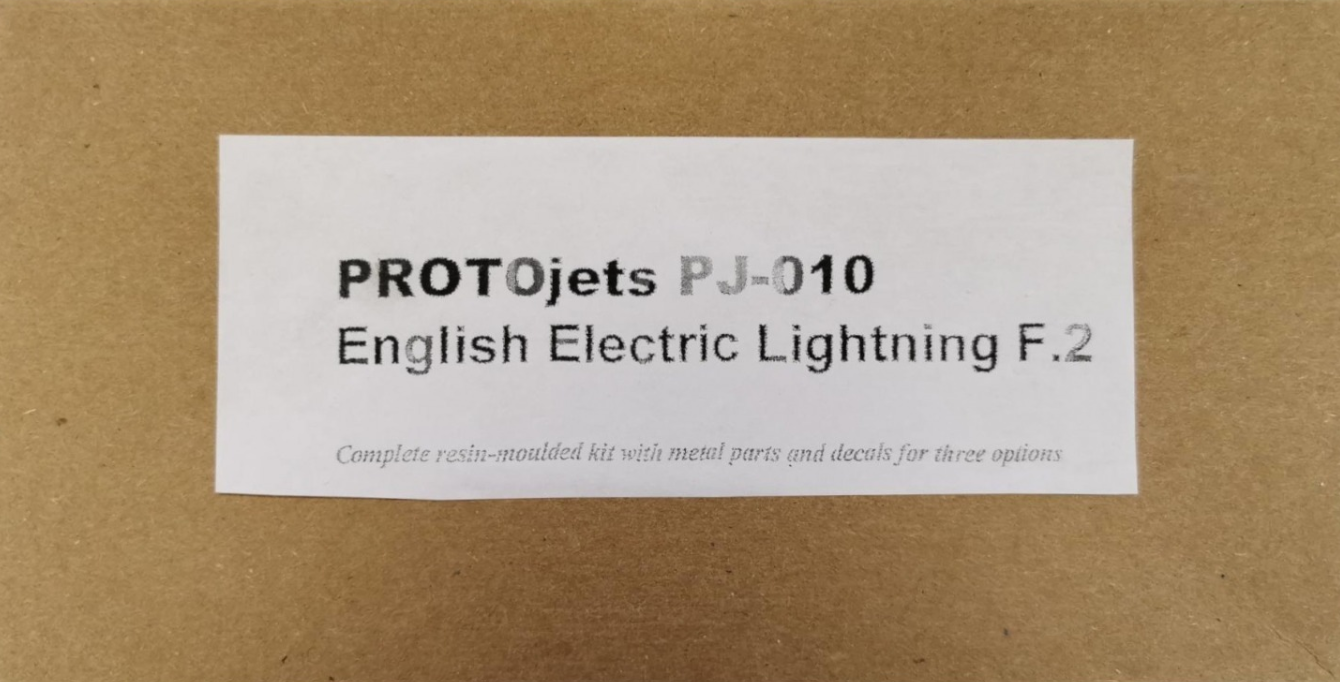 PROTOjets PJ-010
English Electric Lightning F.2
Complete resin-moulded kit with metal parts and decals for three options